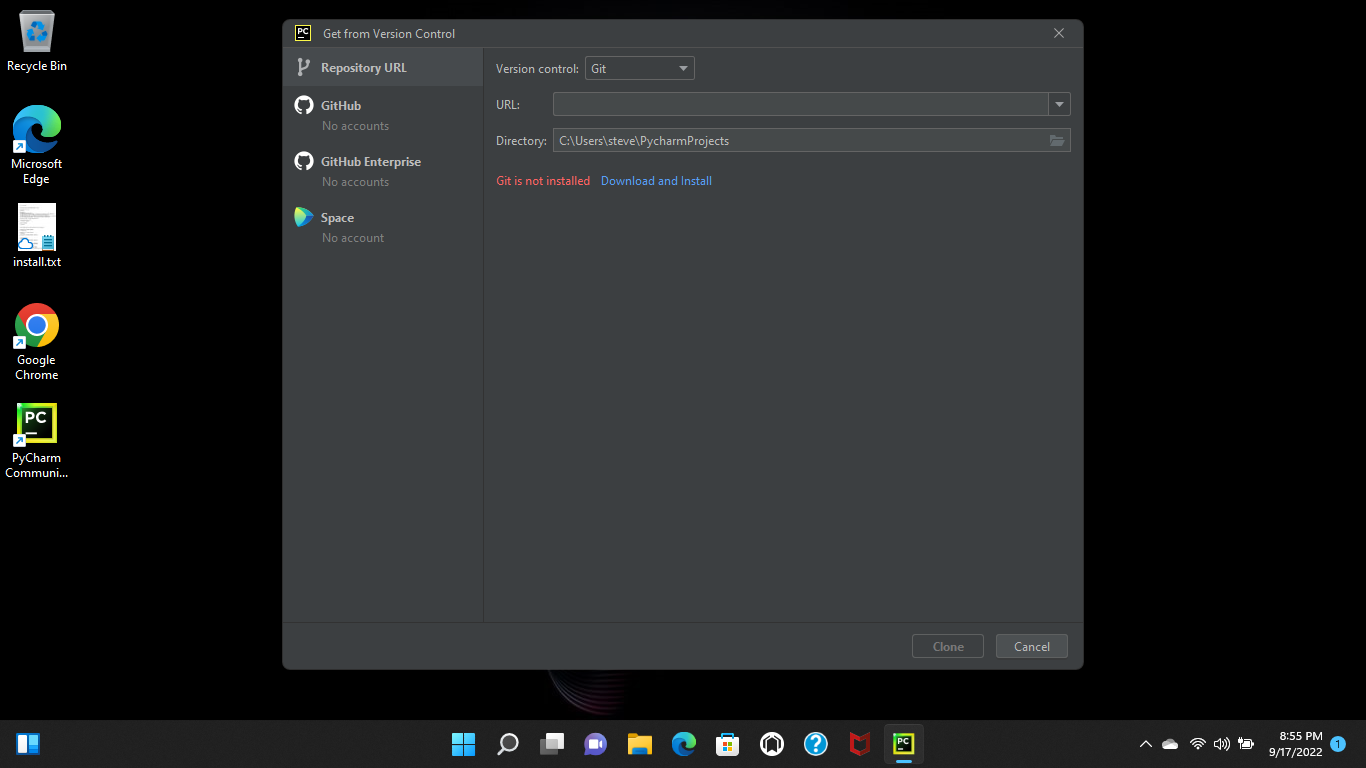 Recycle Bin
Microsoft
Edge
install.txt
Google
Chrome
PC
PyCharm
Communi...
PC Get from Version Control
Repository URL
GitHub
No accounts
GitHub Enterprise
No accounts
Space
No account
Version control: Git
URL:
Directory: C:\Users\steve\PycharmProjects
Git is not installed Download and Install
Clone Cancel
PC
8:55 PM
9/17/2022
1